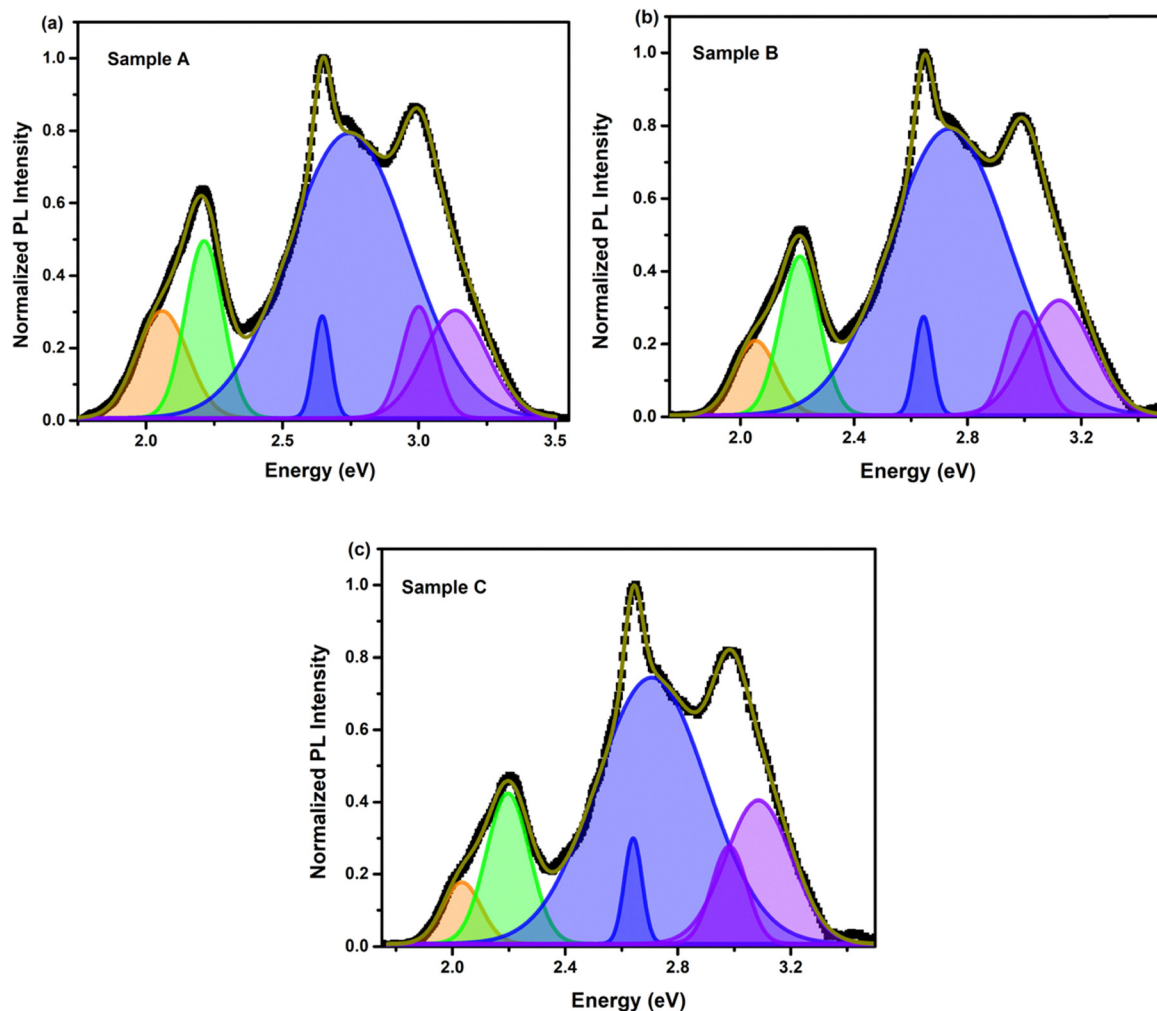 (a)
Sample A
1.0
0.8
0.6
0.4
0.2
0.0
Normalized PL Intensity
2.0 2.5 3.0 3.5
Energy (eV)
(b)
Sample B
1.0
0.8
0.6
0.4
0.2
0.0
Normalized PL Intensity
2.0 2.4 2.8 3.2
Energy (eV)
(c)
Sample C
1.0
0.8
0.6
0.4
0.2
0.0
Normalized PL Intensity
2.0 2.4 2.8 3.2
Energy (eV)